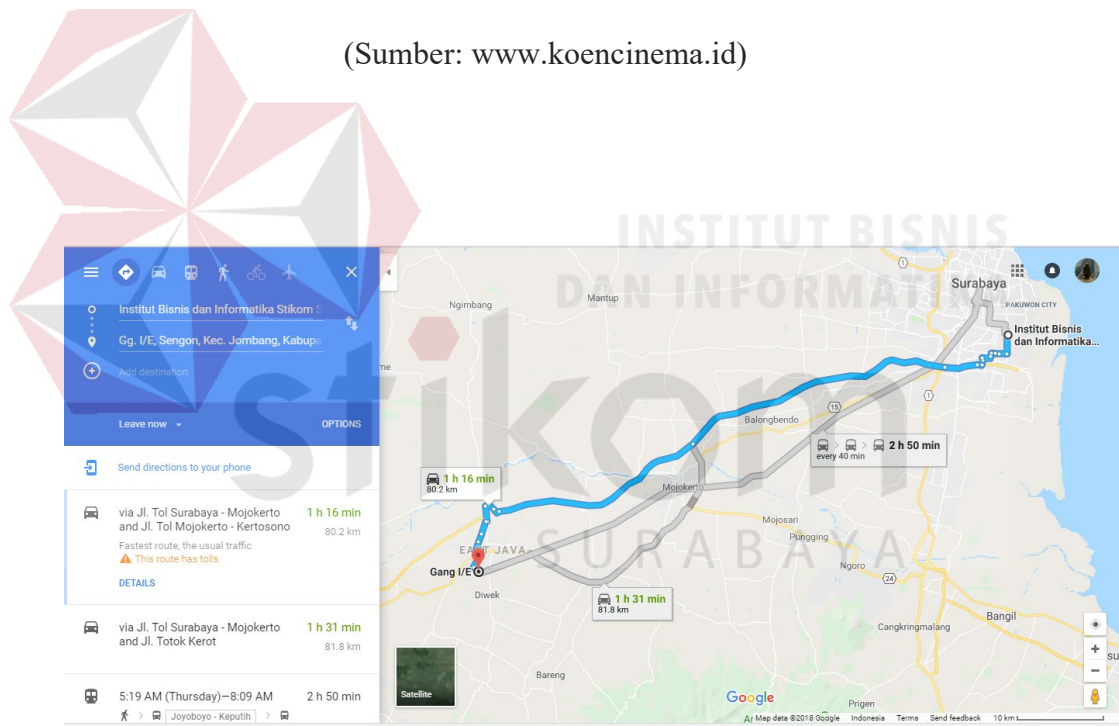 (Sumber: www.koencinema.id)
INSTITUT BISNIS
DAN INFORMATIKA
stikom
SURABAYA
Institut Bisnis dan Informatika Stikom S
Gg. I/E, Sengon, Kec. Jombang, Kabupa
Add destination
Leave now
OPTIONS
Send directions to your phone
via Jl. Tol Surabaya - Mojokerto
and Jl. Tol Mojokerto - Kertosono
1 h 16 min
80.2 km
Fastest route, the usual traffic
This route has tolls.
DETAILS
via Jl. Tol Surabaya - Mojokerto
and Jl. Totok Kerot
1 h 31 min
81.8 km
5:19 AM (Thursday)—8:09 AM
2 h 50 min
Joyoboyo - Keputih
Ngimbang
Mantup
1
Surabaya
PAKUWON CITY
Institut Bisnis
dan Informatika...
me
15
1
Balongbendo
2 h 50 min
every 40 min
1 h 16 min
80.2 km
Mojokerto
Mojosari
Pungging
EAST JAVA
Gang I/E
Ngoro
24
Diwek
1 h 31 min
81.8 km
Cangkringmalang
Bangil
su
Bareng
Satellite
Google
Prigen
Ar
Map data ©2018 Google
Indonesia
Terms
Send feedback
10 km